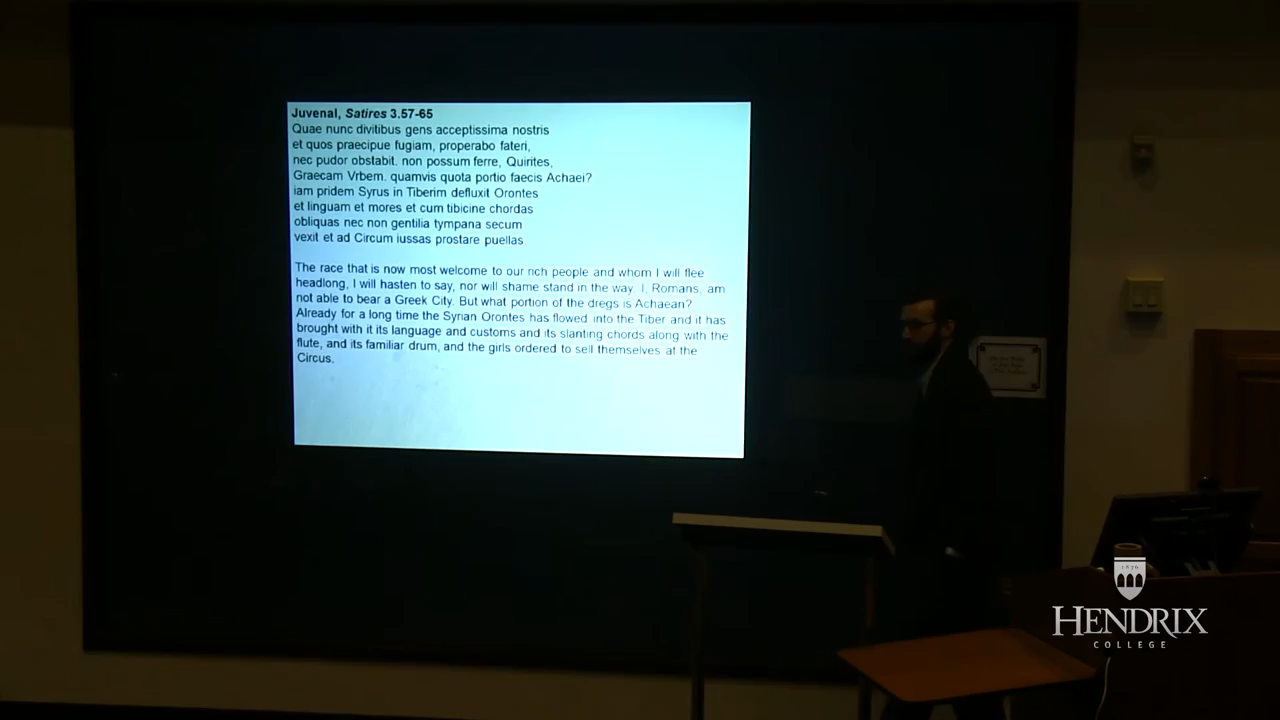 Juvenal, Satires 3.57-65
Quae nunc divitibus gens acceptissima nostris
et quos praecipue fugiam, properabo fateri,
nec pudor obstabit. non possum ferre, Quirites,
Graecam Vrbem. quamvis quota portio faecis Achaei?
iam pridem Syrus in Tiberim defluxit Orontes
et linguam et mores et cum tibicine chordas
obliquas nec non gentilia tympana secum
vexit et ad Circum iussas prostare puellas
The race that is now most welcome to our rich people and whom I will flee
headlong, I will hasten to say, nor will shame stand in the way. I, Romans, am
not able to bear a Greek City. But what portion of the dregs is Achaean?
Already for a long time the Syrian Orontes has flowed into the Tiber and it has
brought with it its language and customs and its slanting chords along with the
flute, and its familiar drum, and the girls ordered to sell themselves at the
Circus.
1876
HENDRIX
COLLEGE